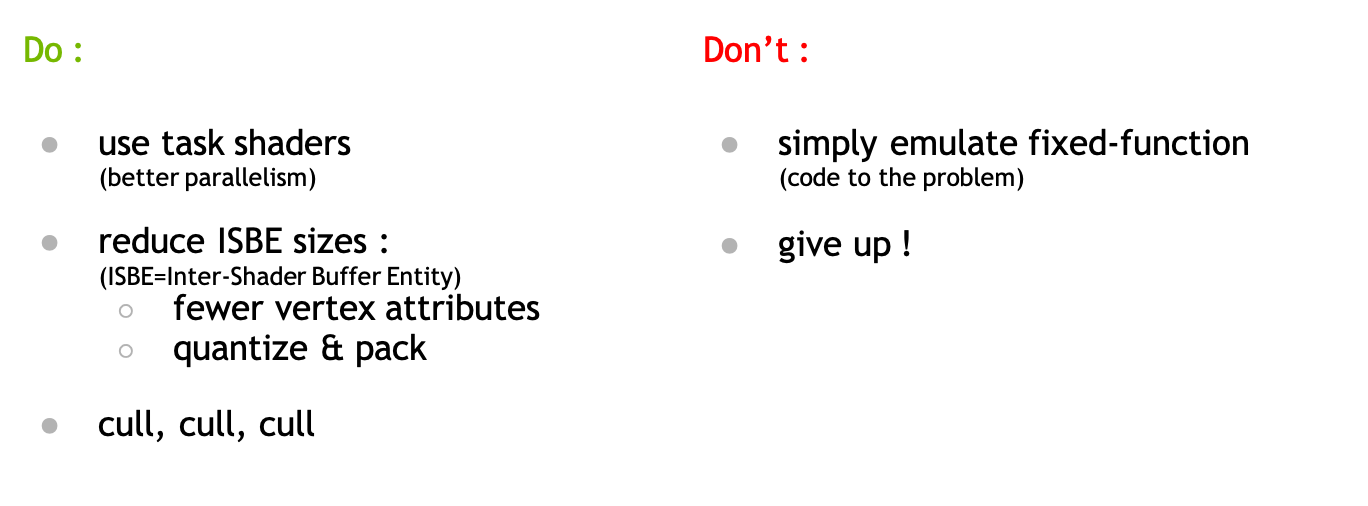 Do :
use task shaders
(better parallelism)
reduce ISBE sizes :
(ISBE=Inter-Shader Buffer Entity)
fewer vertex attributes
quantize & pack
cull, cull, cull
Don’t :
simply emulate fixed-function
(code to the problem)
give up !